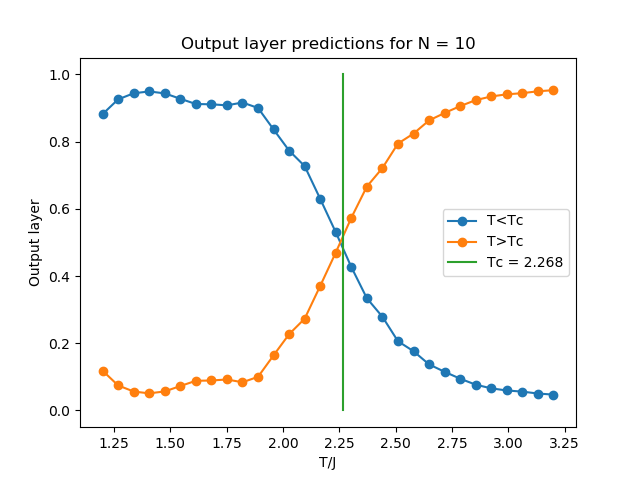 Output layer predictions for N = 10
1.0
0.8
0.6
0.4
0.2
0.0
Output layer
T<Tc
T>Tc
Tc = 2.268
1.25 1.50 1.75 2.00 2.25 2.50 2.75 3.00 3.25
T/J